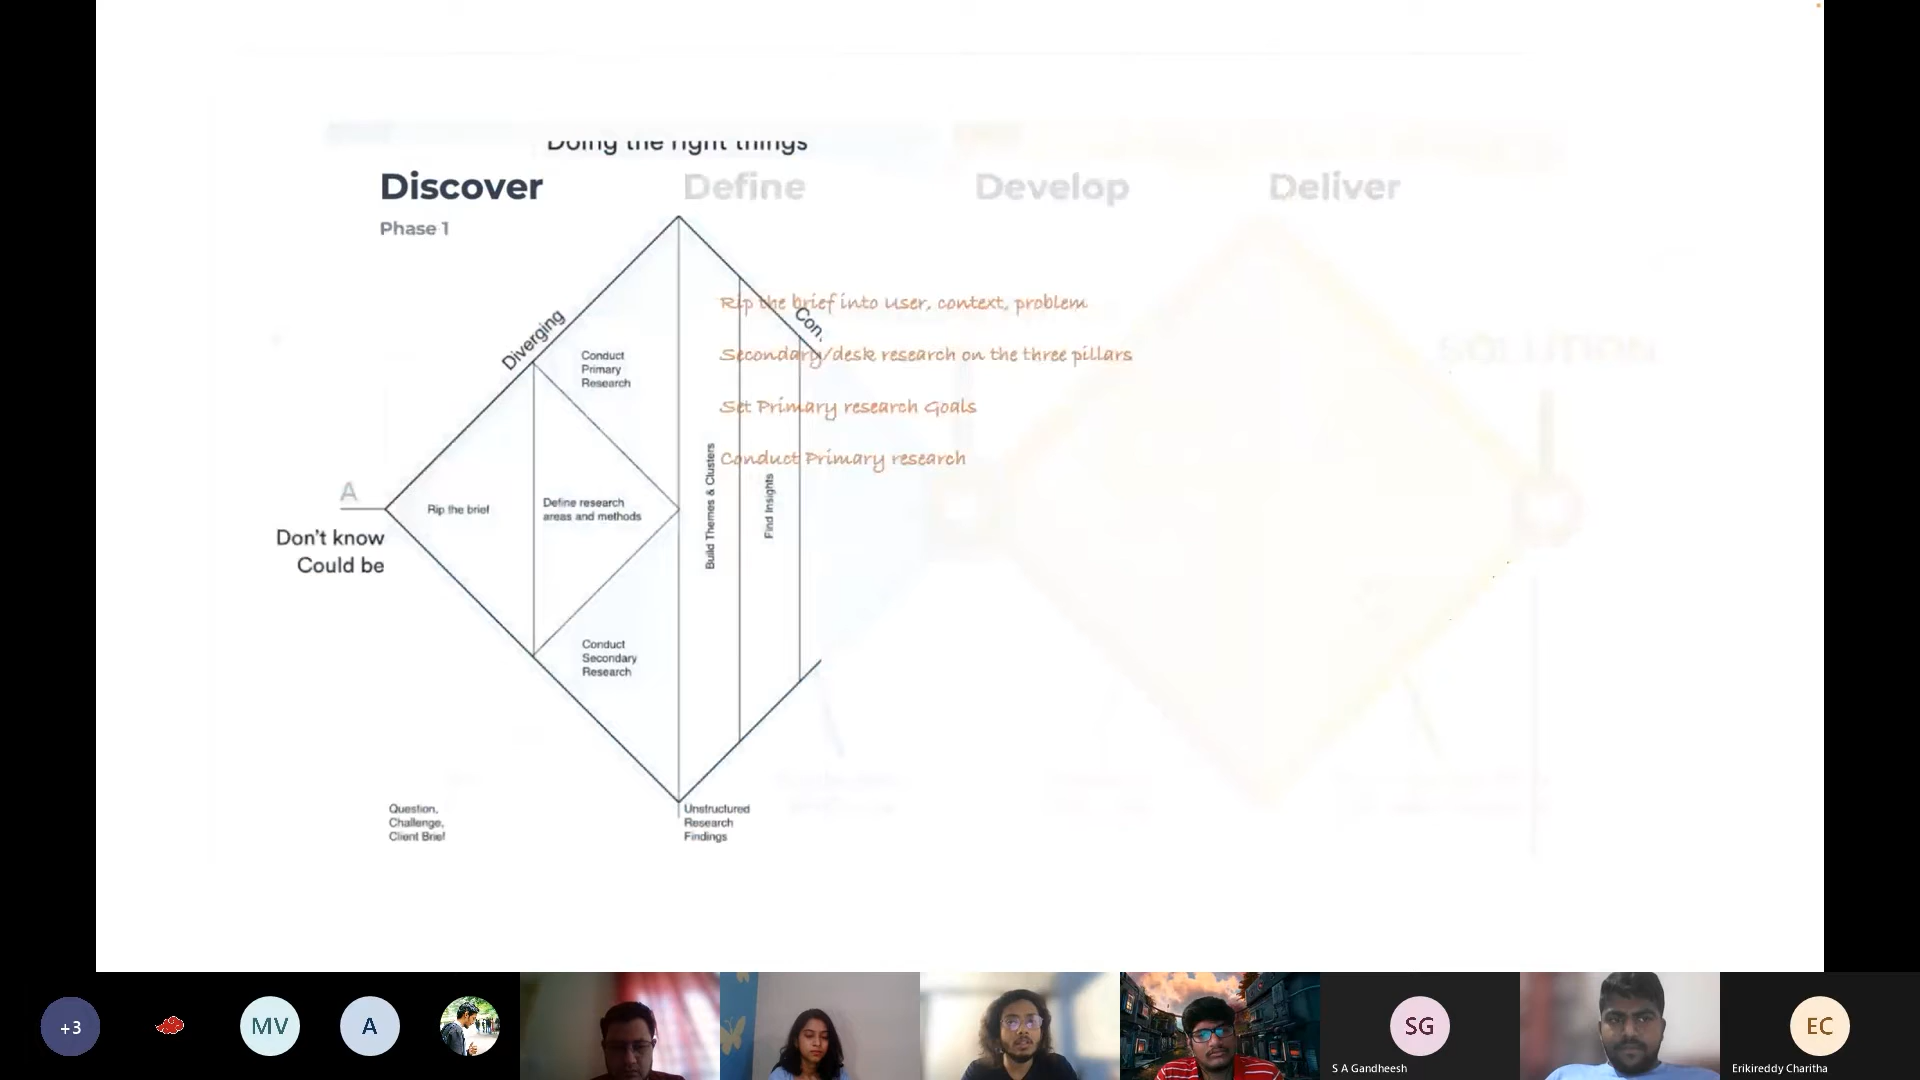 Doing the right things
Discover
Define
Develop
Deliver
Phase 1
Rip the brief into User, context, problem
Diverging
Con
SOLUTION
Conduct
Primary
Research
Secondary/desk research on the three pillars
Set Primary research Goals
Conduct Primary research
A
Rip the brief
Define research
areas and methods
Build Themes & Clusters
Find Insights
Don't know
Could be
Conduct
Secondary
Research
Question,
Challenge,
Client Brief
Unstructured
Research
Findings
+3
MV
A
SG
EC
S A Gandheesh
Erikireddy Charitha